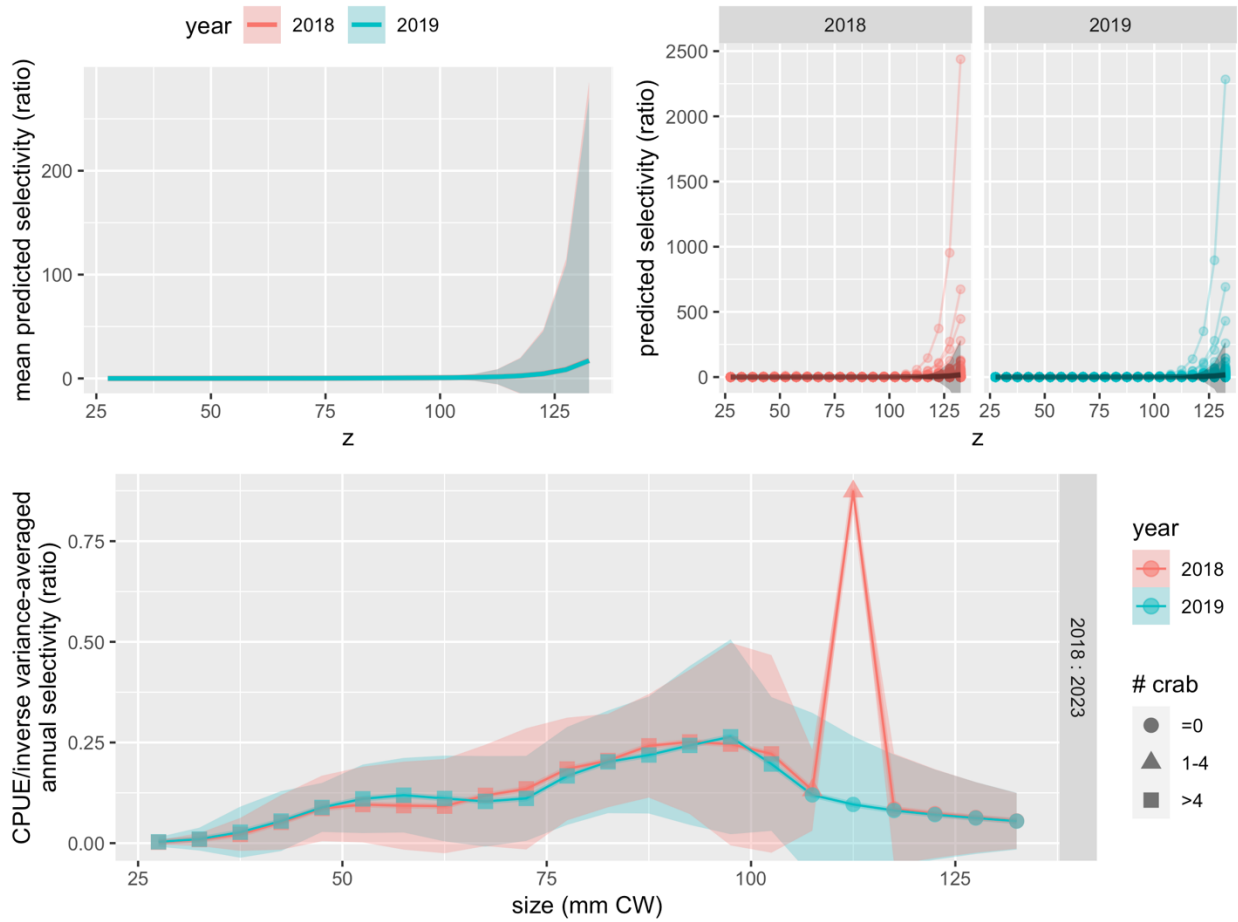 year 2018 2019
mean predicted selectivity (ratio)
200
100
0
25 50 75 100 125
z
2018 2019
predicted selectivity (ratio)
2500
2000
1500
1000
500
0
25 50 75 100 125 25 50 75 100 125
z
CPUE/inverse variance-averaged
annual selectivity (ratio)
0.75
0.50
0.25
0.00
25 50 75 100 125
size (mm CW)
2018 : 2023
year
2018
2019
# crab
=0
1-4
>4